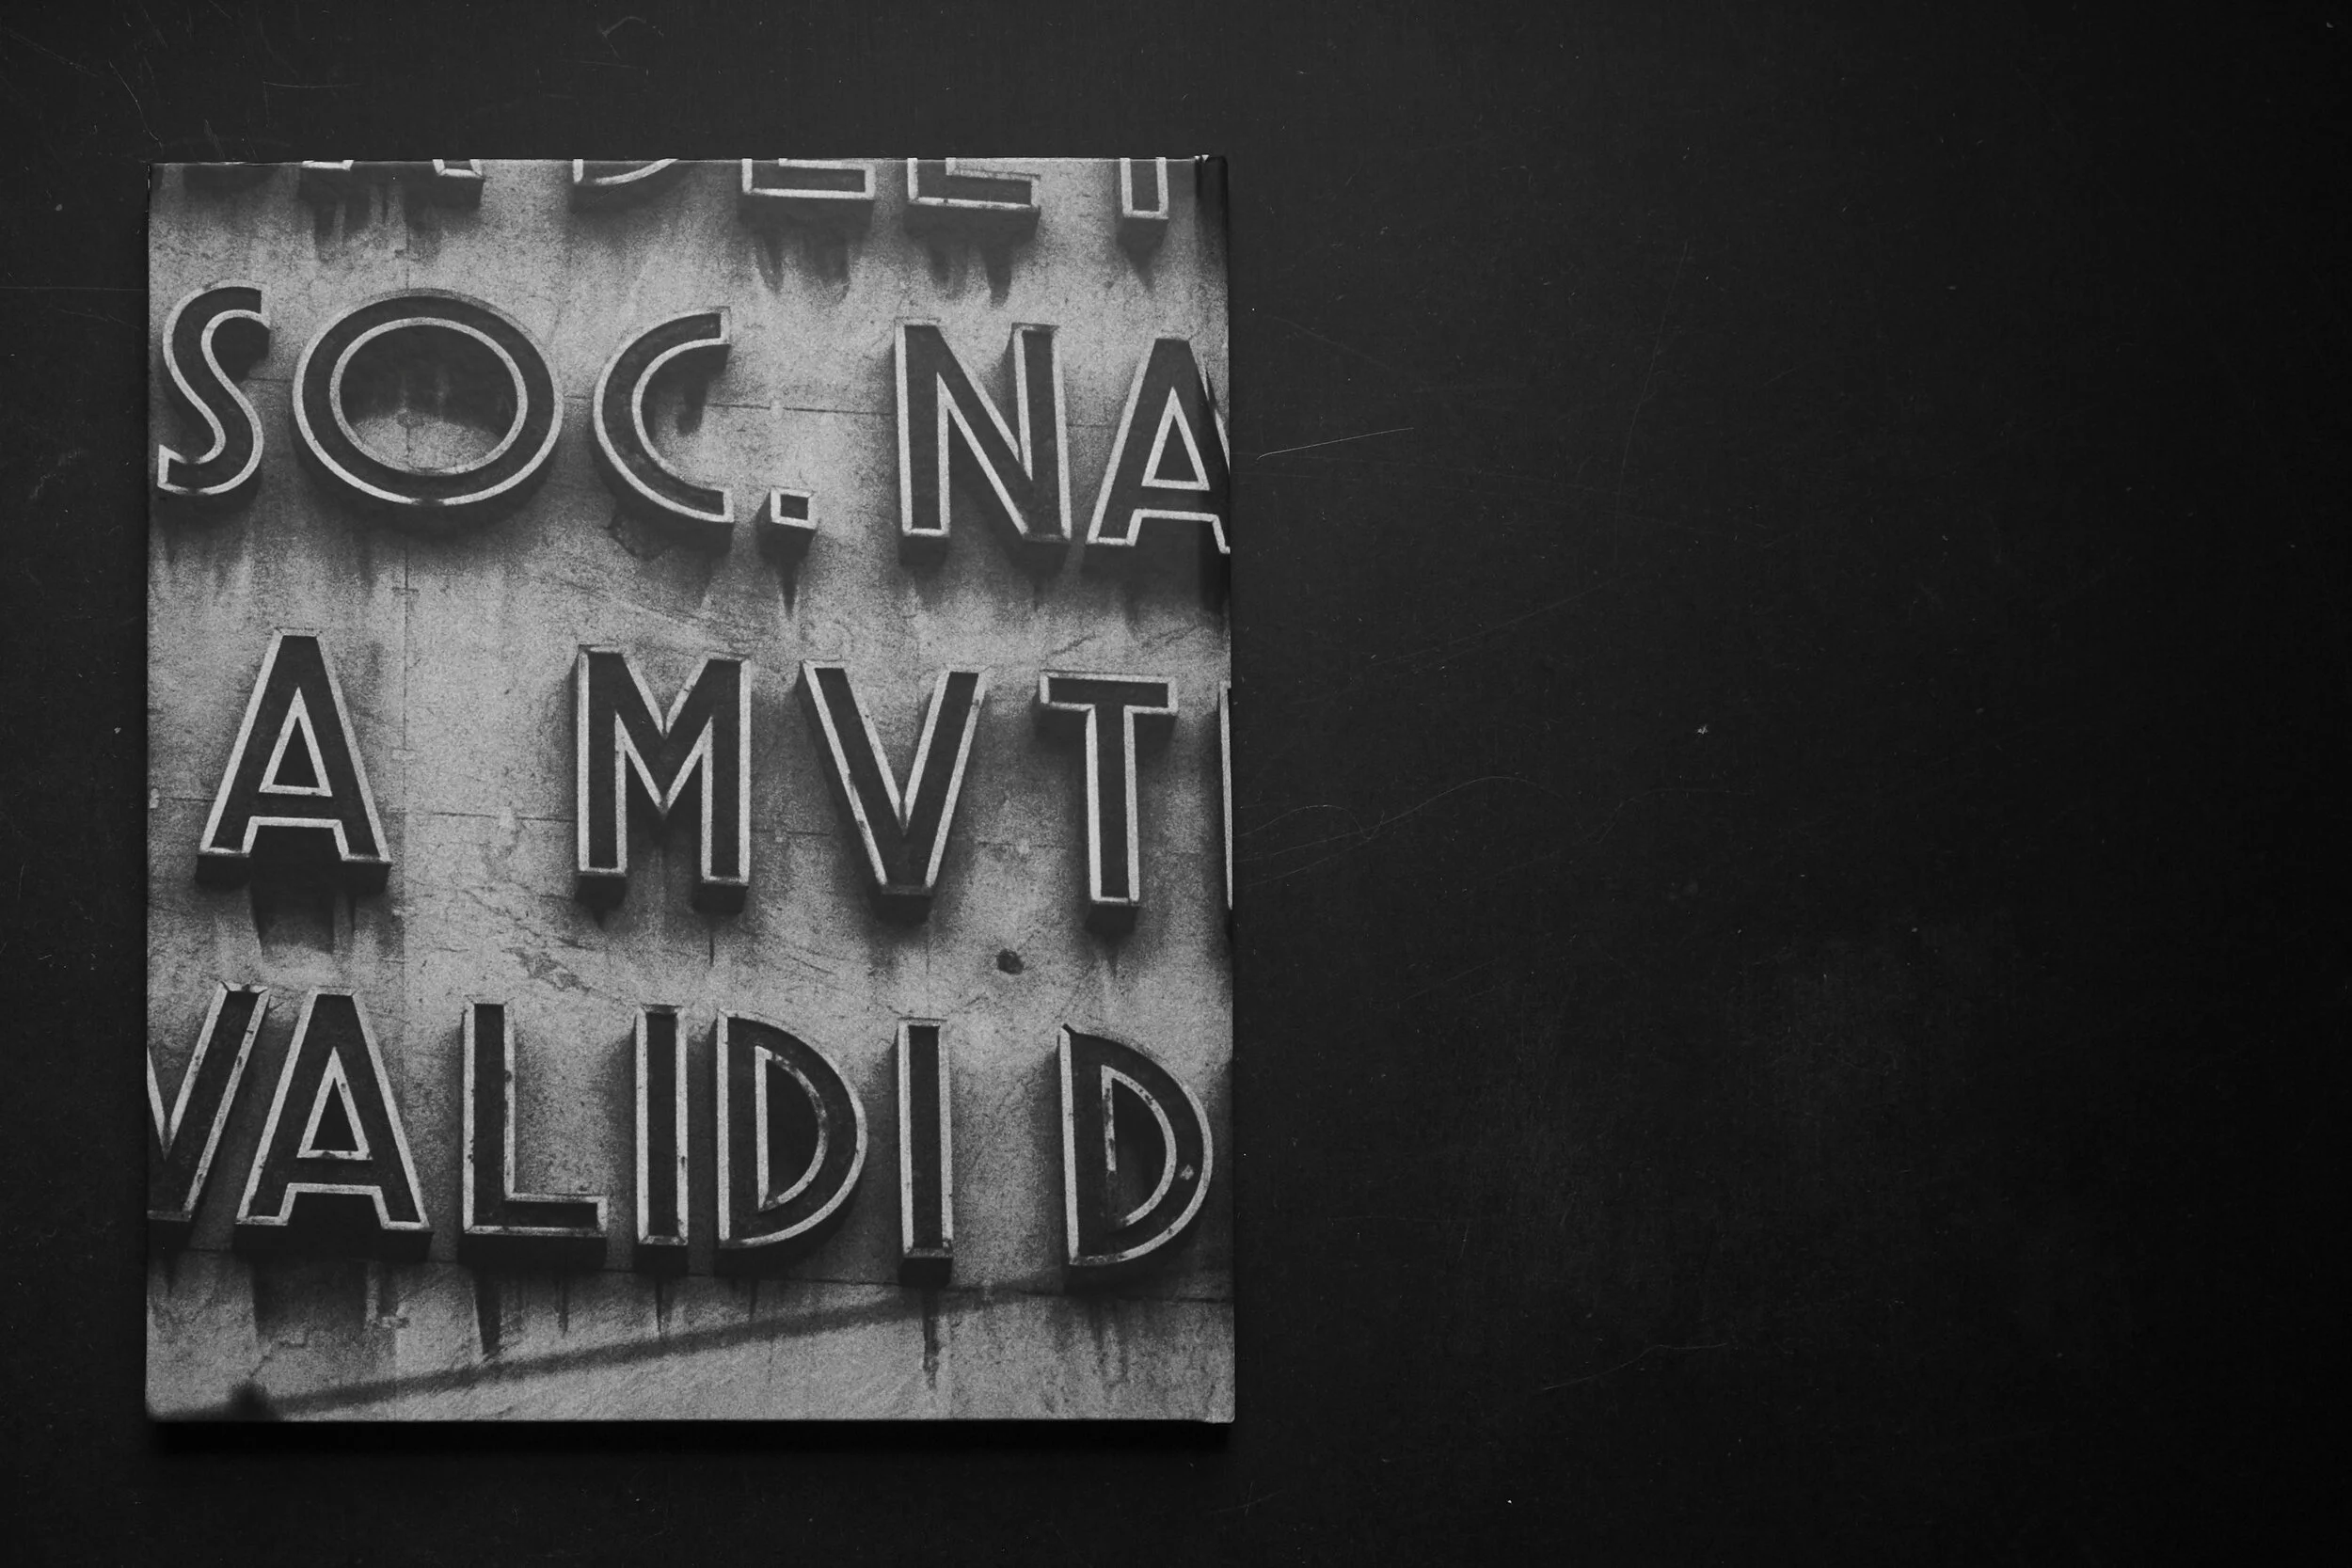 SOC. NA
A MVT
VALIDI D